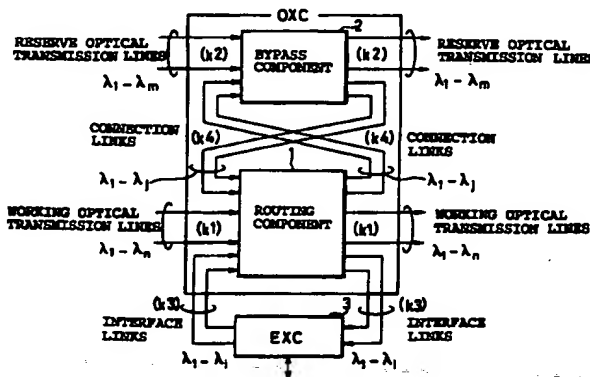 OXC
2
RESERVE OPTICAL
TRANSMISSION LINES
(k2)
λ1 – λm
BYPASS
COMPONENT
(k2)
RESERVE OPTICAL
TRANSMISSION LINES
λ1 – λm
CONNECTION
LINKS
(k4)
(k4)
CONNECTION
LINKS
λ1 – λj
1
λ1 – λj
WORKING OPTICAL
TRANSMISSION LINES
(k1)
λ1 – λn
ROUTING
COMPONENT
(k1)
WORKING OPTICAL
TRANSMISSION LINES
λ1 – λn
(k3)
(k3)
INTERFACE
LINKS
3
EXC
INTERFACE
LINKS
λ1 – λi
λ1 – λi